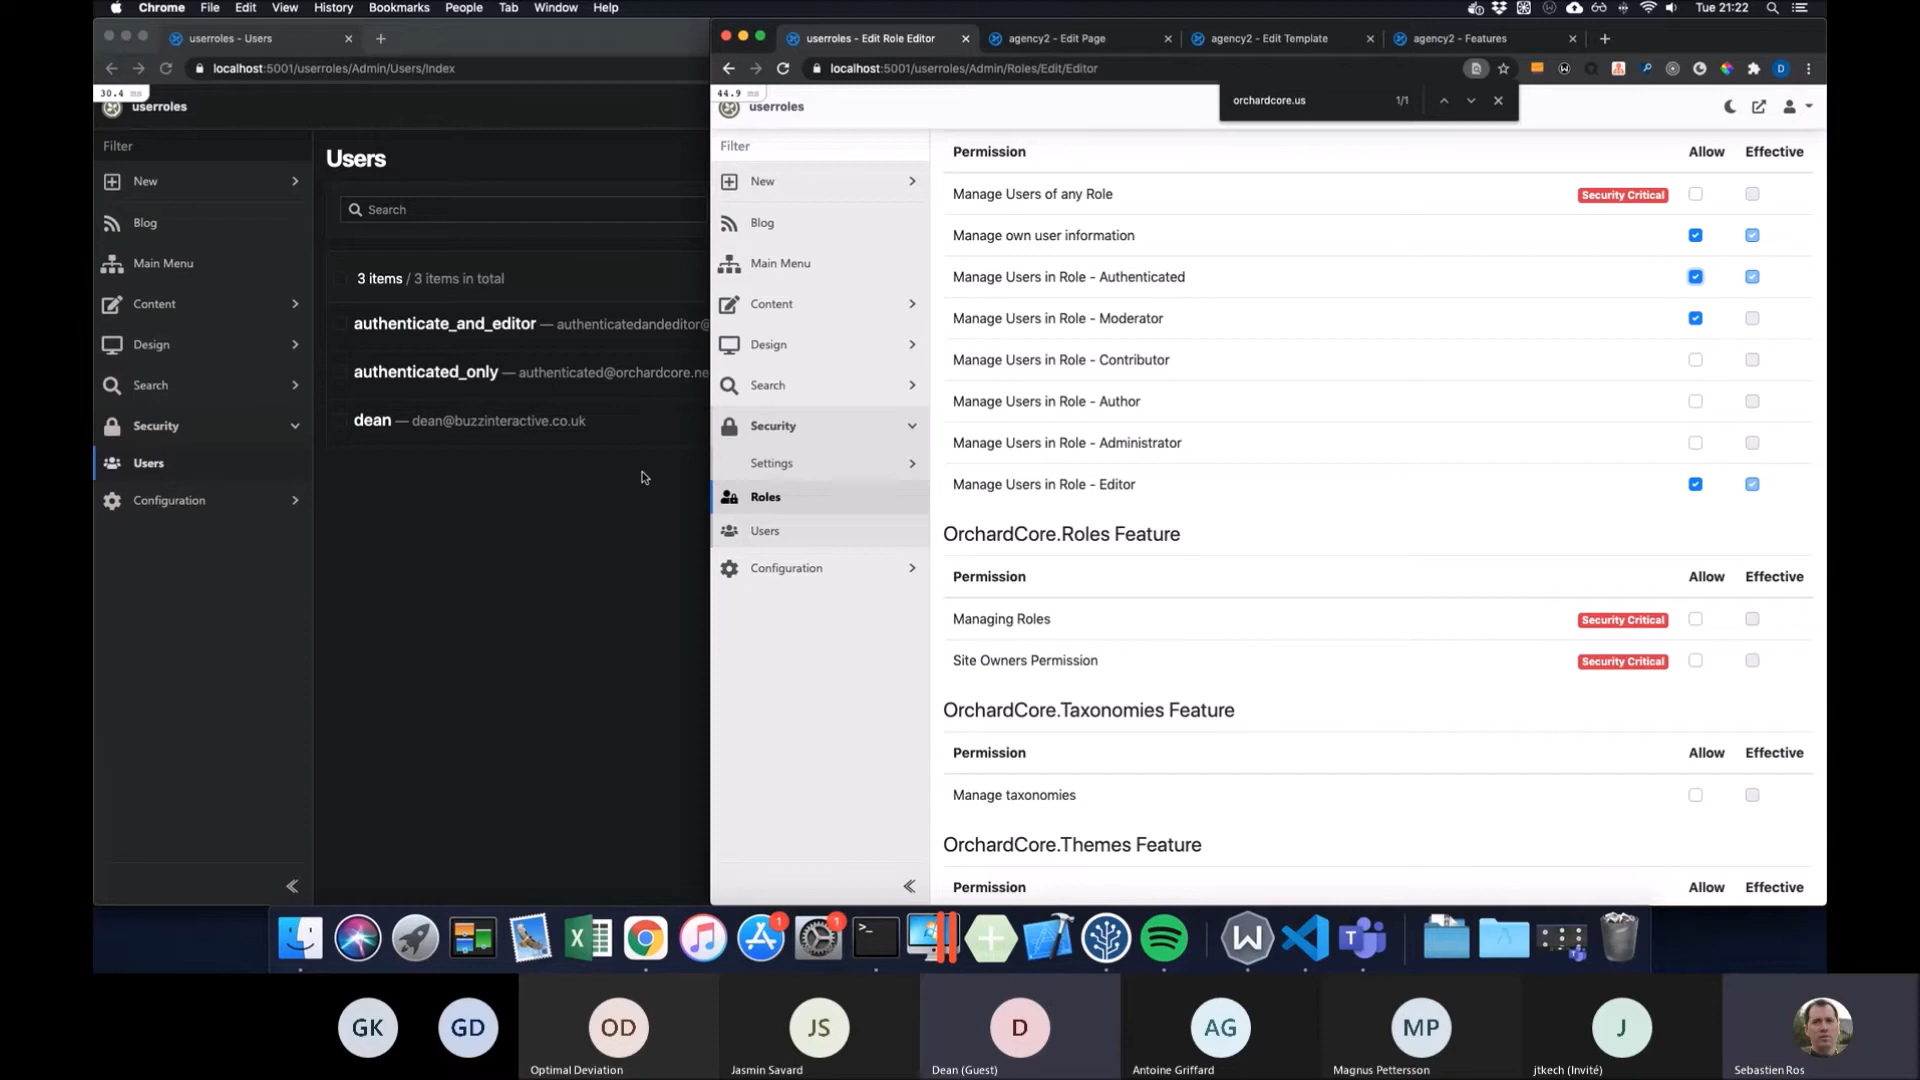 Chrome File Edit View History Bookmarks People Tab Window Help
Tue 21:22
userroles - Users
localhost:5001/userroles/Admin/Users/Index
30.4 ms
userroles
Filter
New
Blog
Main Menu
Content
Design
Search
Security
Users
Configuration
Users
Search
3 items / 3 items in total
authenticate_and_editor — authenticatedandeditor@
authenticated_only — authenticated@orchardcore.ne
dean — dean@buzzinteractive.co.uk
userroles - Edit Role Editor
agency2 - Edit Page
agency2 - Edit Template
agency2 - Features
localhost:5001/userroles/Admin/Roles/Edit/Editor
D
44.9 ms
userroles
orchardcore.us 1/1
Filter
New
Blog
Main Menu
Content
Design
Search
Security
Settings
Roles
Users
Configuration
Permission Allow Effective
Manage Users of any Role Security Critical
Manage own user information
Manage Users in Role - Authenticated
Manage Users in Role - Moderator
Manage Users in Role - Contributor
Manage Users in Role - Author
Manage Users in Role - Administrator
Manage Users in Role - Editor
OrchardCore.Roles Feature
Permission Allow Effective
Managing Roles Security Critical
Site Owners Permission Security Critical
OrchardCore.Taxonomies Feature
Permission Allow Effective
Manage taxonomies
OrchardCore.Themes Feature
Permission Allow Effective
1
1
GK
GD
OD
Optimal Deviation
JS
Jasmin Savard
D
Dean (Guest)
AG
Antoine Griffard
MP
Magnus Pettersson
J
jtkech (Invité)
Sebastien Ros